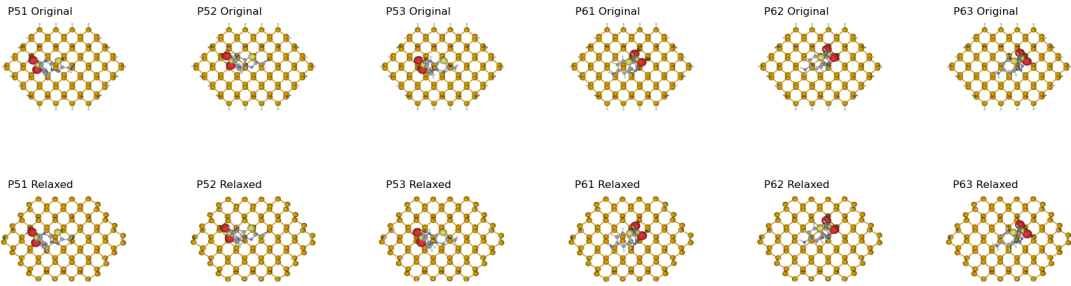 P51 Original
P52 Original
P53 Original
P61 Original
P62 Original
P63 Original
P51 Relaxed
P52 Relaxed
P53 Relaxed
P61 Relaxed
P62 Relaxed
P63 Relaxed